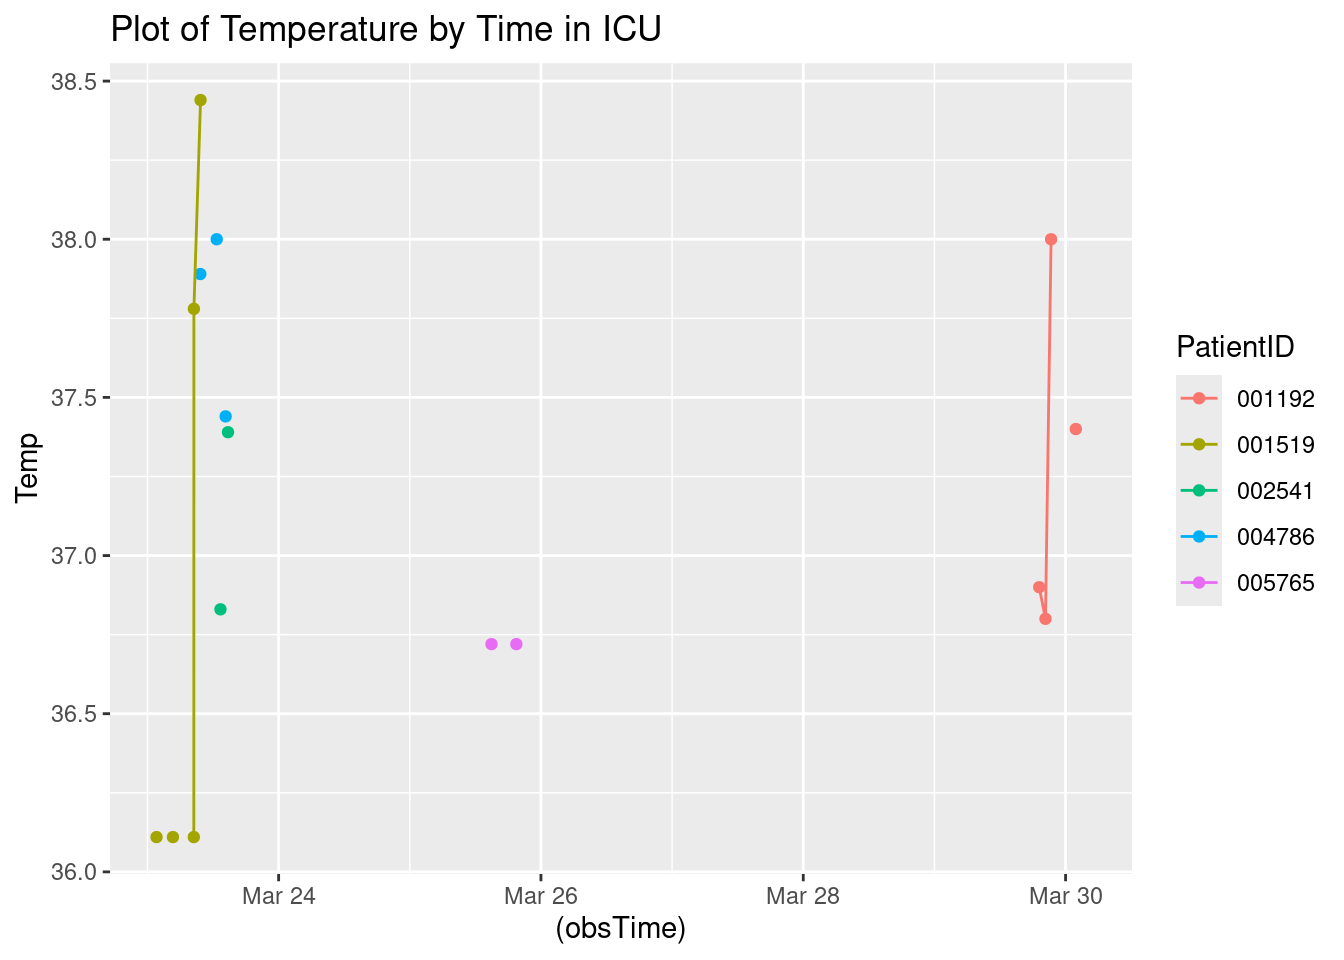 Plot of Temperature by Time in ICU
38.5
38.0
37.5
37.0
36.5
36.0
Temp
Mar 24
Mar 26
Mar 28
Mar 30
(obsTime)
PatientID
001192
001519
002541
004786
005765